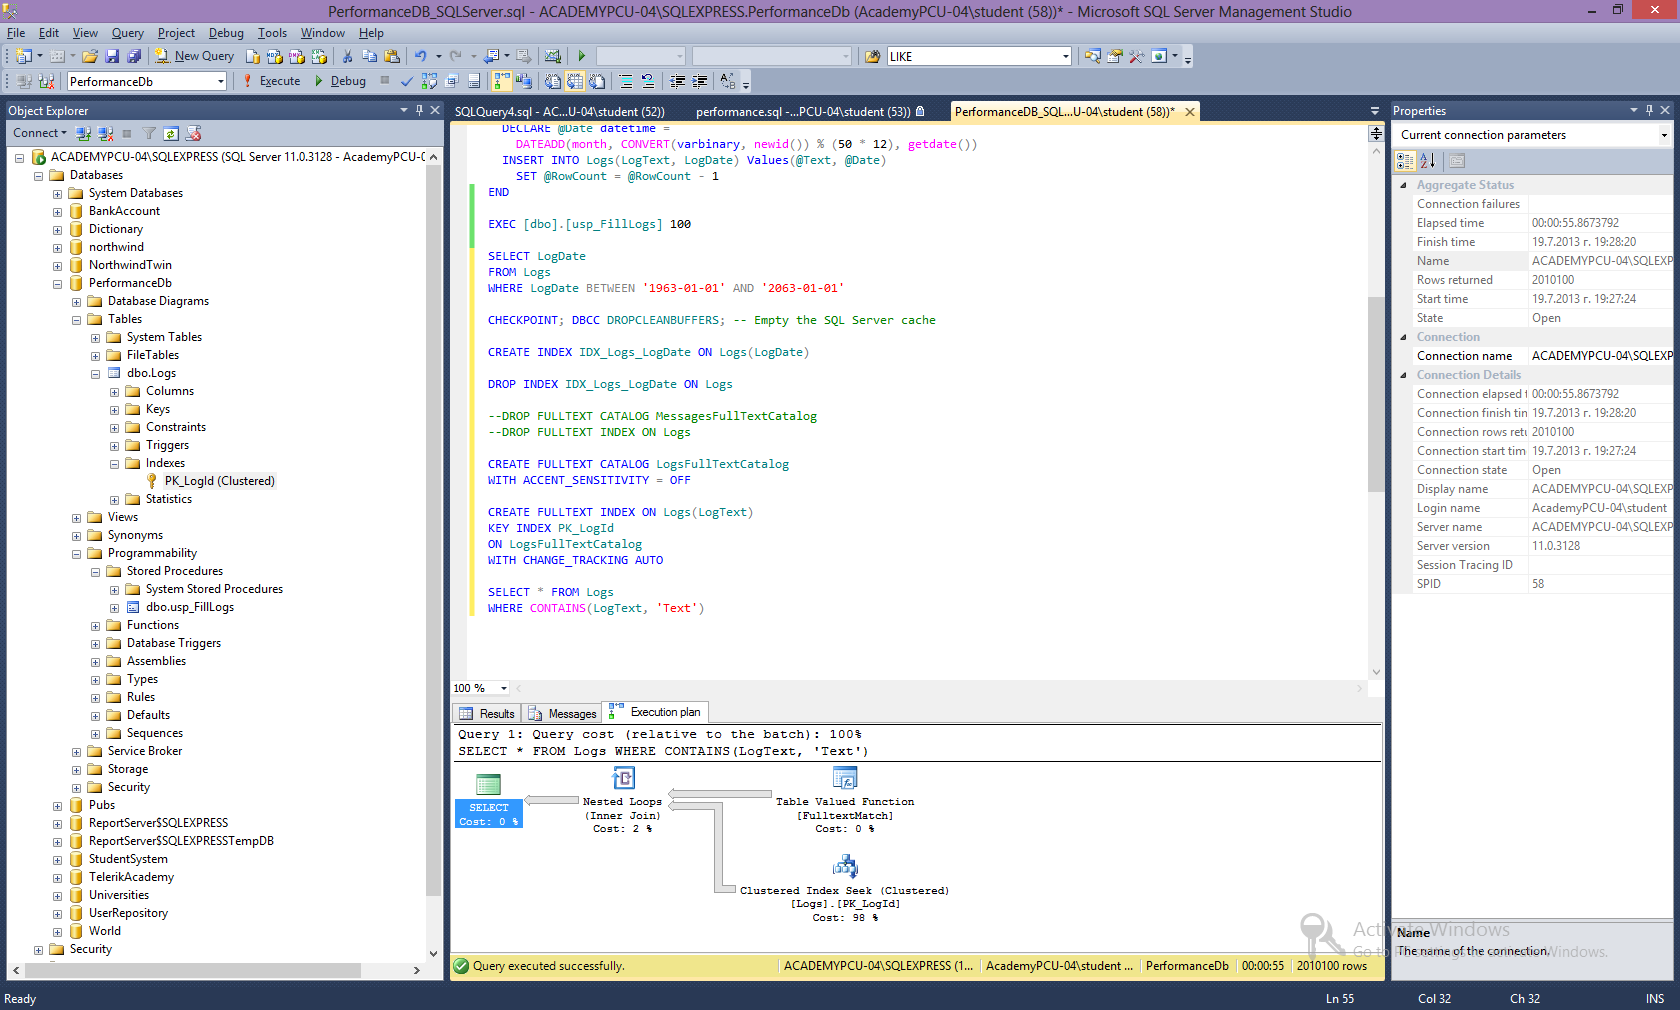 PerformanceDB_SQLServer.sql - ACADEMYPCU-04\SQLEXPRESS.PerformanceDb (AcademyPCU-04\student (58))* - Microsoft SQL Server Management Studio
File Edit View Query Project Debug Tools Window Help
New Query LIKE
PerformanceDb Execute Debug
Object Explorer
Connect
ACADEMYPCU-04\SQLEXPRESS (SQL Server 11.0.3128 - AcademyPCU-0
Databases
System Databases
BankAccount
Dictionary
northwind
NorthwindTwin
PerformanceDb
Database Diagrams
Tables
System Tables
FileTables
dbo.Logs
Columns
Keys
Constraints
Triggers
Indexes
PK_LogId (Clustered)
Statistics
Views
Synonyms
Programmability
Stored Procedures
System Stored Procedures
dbo.usp_FillLogs
Functions
Database Triggers
Assemblies
Types
Rules
Defaults
Sequences
Service Broker
Storage
Security
Pubs
ReportServer$SQLEXPRESS
ReportServer$SQLEXPRESSTempDB
StudentSystem
TelerikAcademy
Universities
UserRepository
World
Security
SQLQuery4.sql - AC...U-04\student (52)) performance.sql -...PCU-04\student (53)) PerformanceDB_SQL...U-04\student (58))*
DECLARE @Date datetime =
DATEADD(month, CONVERT(varbinary, newid()) % (50 * 12), getdate())
INSERT INTO Logs(LogText, LogDate) Values(@Text, @Date)
SET @RowCount = @RowCount - 1
END
EXEC [dbo].[usp_FillLogs] 100
SELECT LogDate
FROM Logs
WHERE LogDate BETWEEN '1963-01-01' AND '2063-01-01'
CHECKPOINT; DBCC DROPCLEANBUFFERS; -- Empty the SQL Server cache
CREATE INDEX IDX_Logs_LogDate ON Logs(LogDate)
DROP INDEX IDX_Logs_LogDate ON Logs
--DROP FULLTEXT CATALOG MessagesFullTextCatalog
--DROP FULLTEXT INDEX ON Logs
CREATE FULLTEXT CATALOG LogsFullTextCatalog
WITH ACCENT_SENSITIVITY = OFF
CREATE FULLTEXT INDEX ON Logs(LogText)
KEY INDEX PK_LogId
ON LogsFullTextCatalog
WITH CHANGE_TRACKING AUTO
SELECT * FROM Logs
WHERE CONTAINS(LogText, 'Text')
100 %
Results Messages Execution plan
Query 1: Query cost (relative to the batch): 100%
SELECT * FROM Logs WHERE CONTAINS(LogText, 'Text')
SELECT
Cost: 0 %
Nested Loops
(Inner Join)
Cost: 2 %
Table Valued Function
[FulltextMatch]
Cost: 0 %
Clustered Index Seek (Clustered)
[Logs].[PK_LogId]
Cost: 98 %
Query executed successfully. ACADEMYPCU-04\SQLEXPRESS (1... AcademyPCU-04\student ... PerformanceDb 00:00:55 2010100 rows
Properties
Current connection parameters
Aggregate Status
Connection failures
Elapsed time 00:00:55.8673792
Finish time 19.7.2013 г. 19:28:20
Name ACADEMYPCU-04\SQLEXP
Rows returned 2010100
Start time 19.7.2013 г. 19:27:24
State Open
Connection
Connection name ACADEMYPCU-04\SQLEXP
Connection Details
Connection elapsed t 00:00:55.8673792
Connection finish tin 19.7.2013 г. 19:28:20
Connection rows retu 2010100
Connection start tim 19.7.2013 г. 19:27:24
Connection state Open
Display name ACADEMYPCU-04\SQLEXP
Login name AcademyPCU-04\student
Server name ACADEMYPCU-04\SQLEXP
Server version 11.0.3128
Session Tracing ID
SPID 58
Name
The name of the connection.
Activate Windows
Go to PC settings to activate Windows.
Ready Ln 55 Col 32 Ch 32 INS